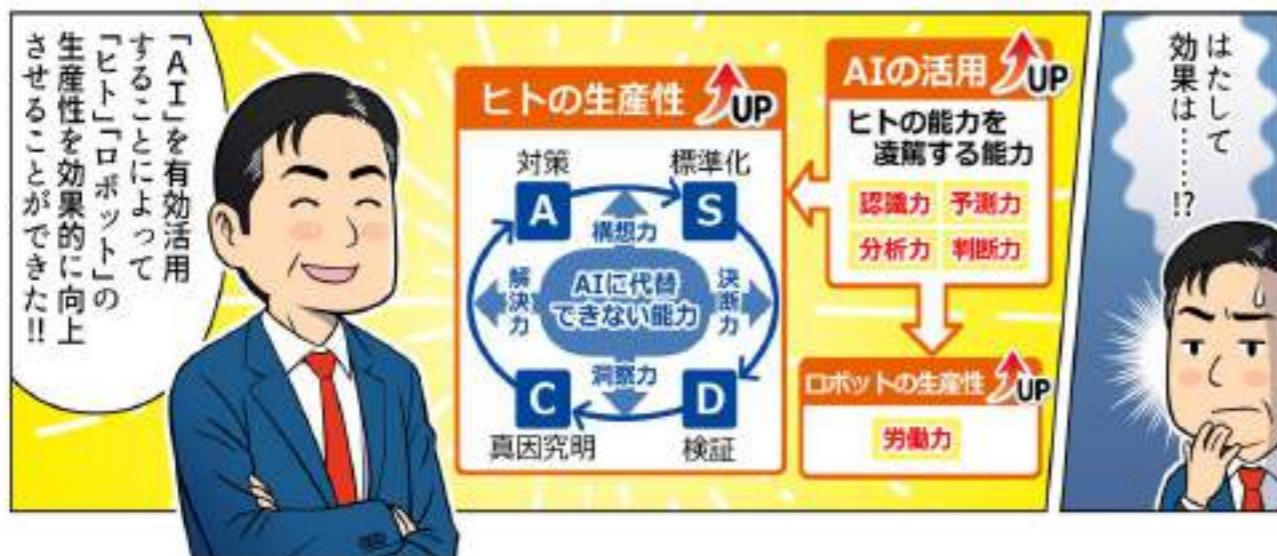 はたして
効果は……!?
AIの活用 UP
ヒトの能力を
凌駕する能力
認識力 予測力
分析力 判断力
ロボットの生産性 UP
労働力
ヒトの生産性 UP
対策
標準化
A
S
構想力
解決力
AIに代替
できない能力
決断力
洞察力
C
D
真因究明
検証
「AI」を有効活用
することによって
「ヒト」「ロボット」の
生産性を効果的に向上
させることができた!!